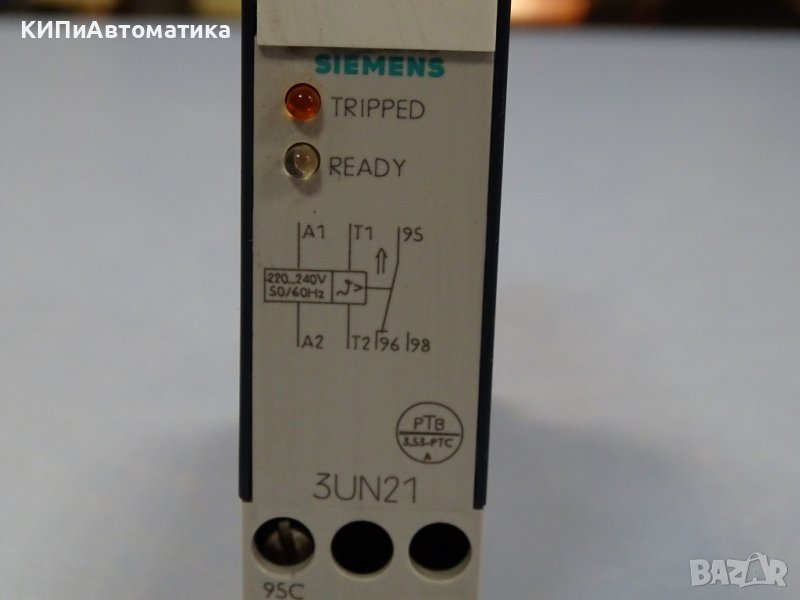 КИПиАвтоматика
SIEMENS
TRIPPED
READY
A1 T1 95
220...240V
50/60Hz
ϑ>
A2 T2 96 98
PTB
3.53-PTC
A
3UN21
95C
BAZAR